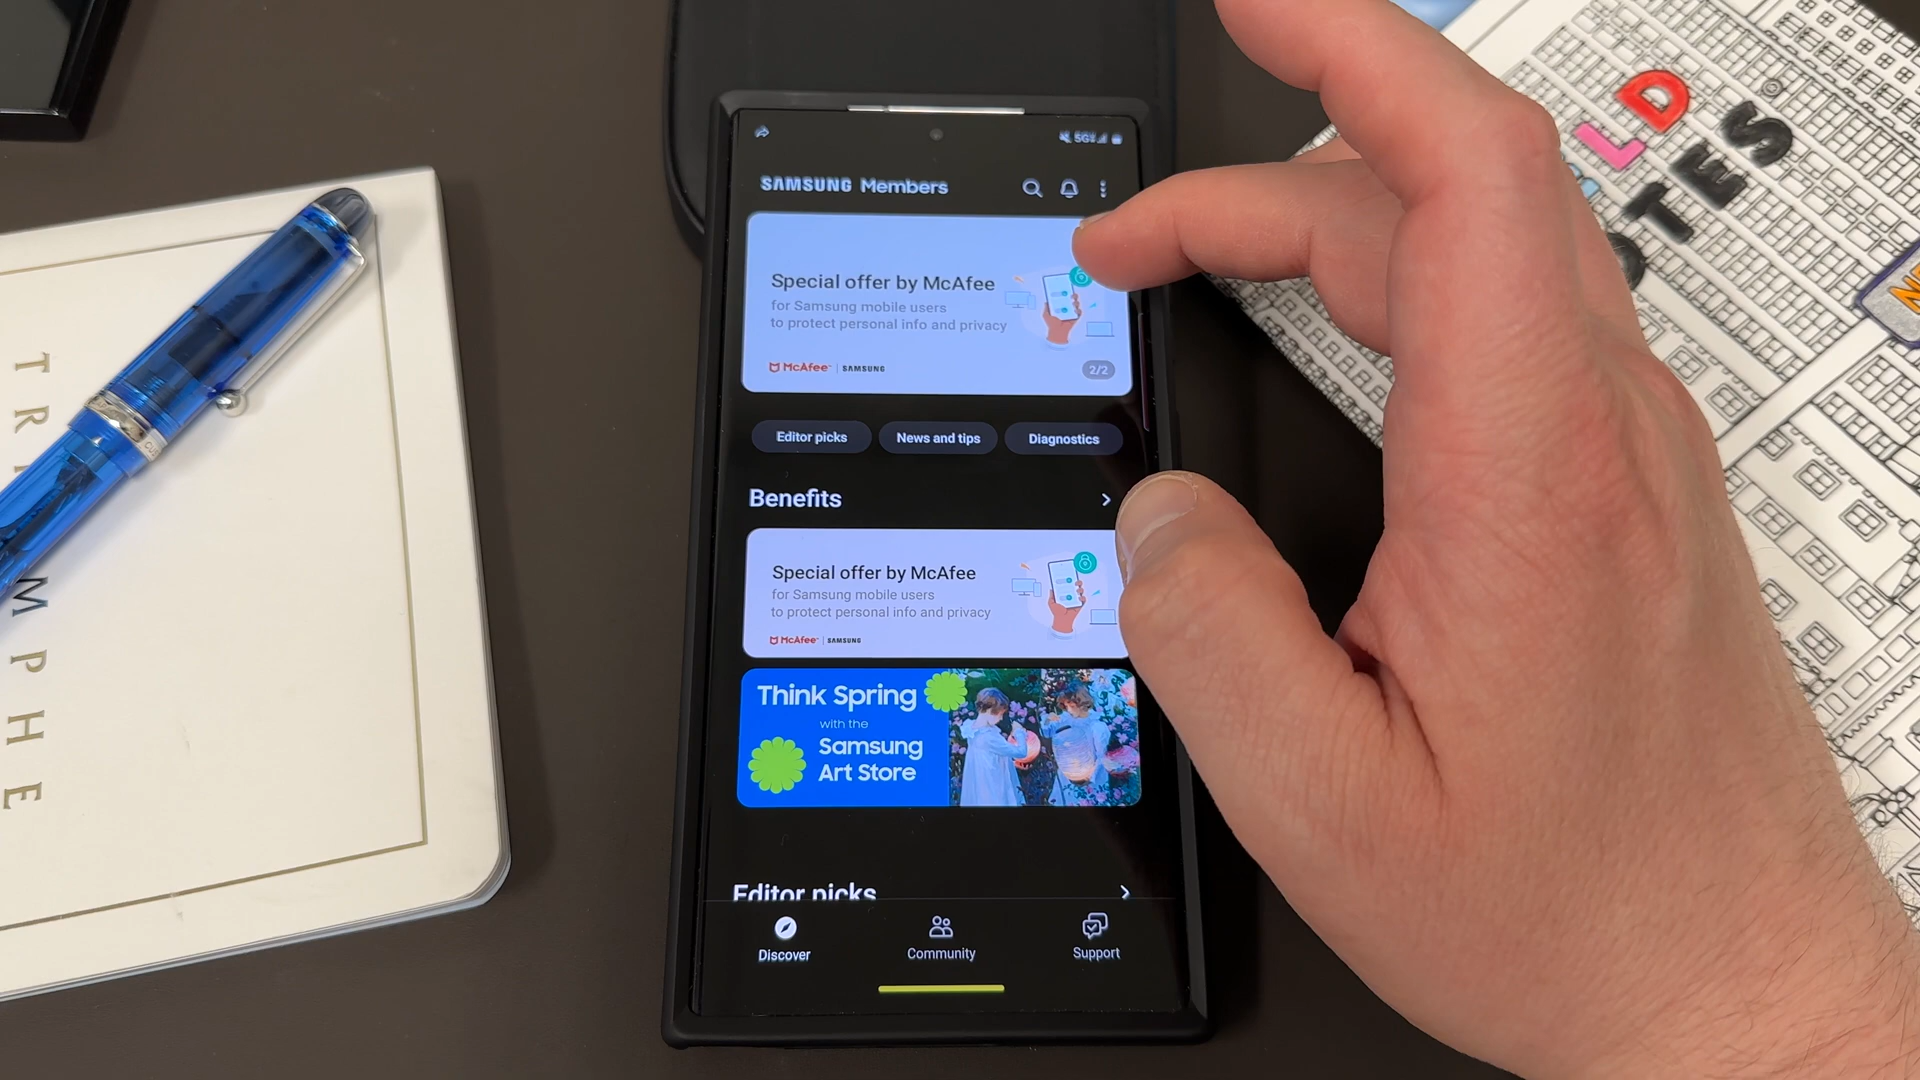 5G
SAMSUNG Members
Special offer by McAfee
for Samsung mobile users
to protect personal info and privacy
McAfee | SAMSUNG
2/2
Editor picks
News and tips
Diagnostics
Benefits
Special offer by McAfee
for Samsung mobile users
to protect personal info and privacy
McAfee | SAMSUNG
Think Spring
with the
Samsung
Art Store
Editor picks
Discover
Community
Support